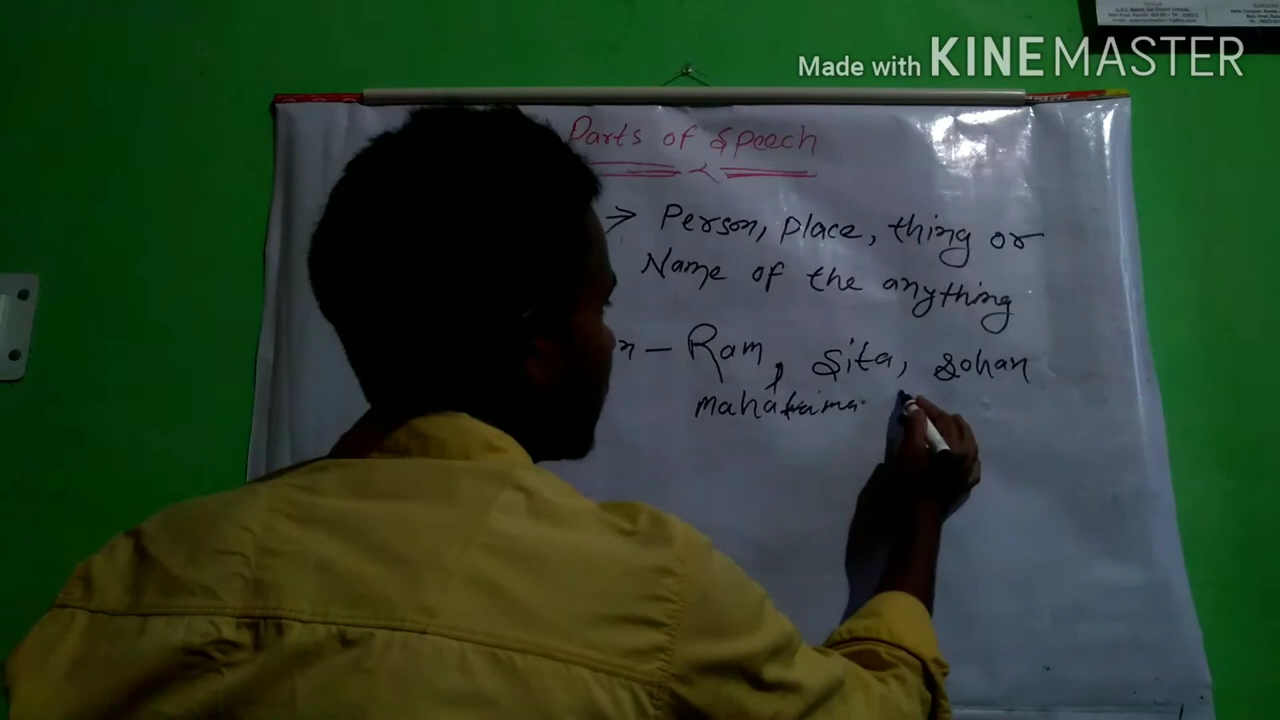 Made with KINEMASTER
Parts of Speech
→ Person, place, thing or
Name of the anything
n — Ram, Sita, Sohan